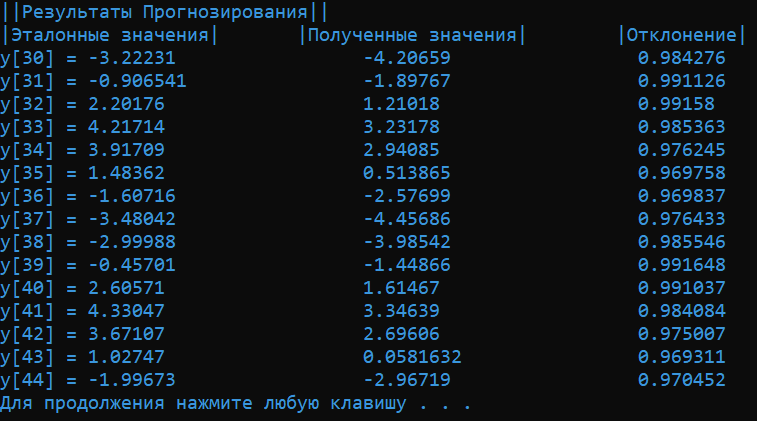 ||Результаты Прогнозирования||
|Эталонные значения| |Полученные значения| |Отклонение|
y[30] = -3.22231 -4.20659 0.984276
y[31] = -0.906541 -1.89767 0.991126
y[32] = 2.20176 1.21018 0.99158
y[33] = 4.21714 3.23178 0.985363
y[34] = 3.91709 2.94085 0.976245
y[35] = 1.48362 0.513865 0.969758
y[36] = -1.60716 -2.57699 0.969837
y[37] = -3.48042 -4.45686 0.976433
y[38] = -2.99988 -3.98542 0.985546
y[39] = -0.45701 -1.44866 0.991648
y[40] = 2.60571 1.61467 0.991037
y[41] = 4.33047 3.34639 0.984084
y[42] = 3.67107 2.69606 0.975007
y[43] = 1.02747 0.0581632 0.969311
y[44] = -1.99673 -2.96719 0.970452
Для продолжения нажмите любую клавишу . . .